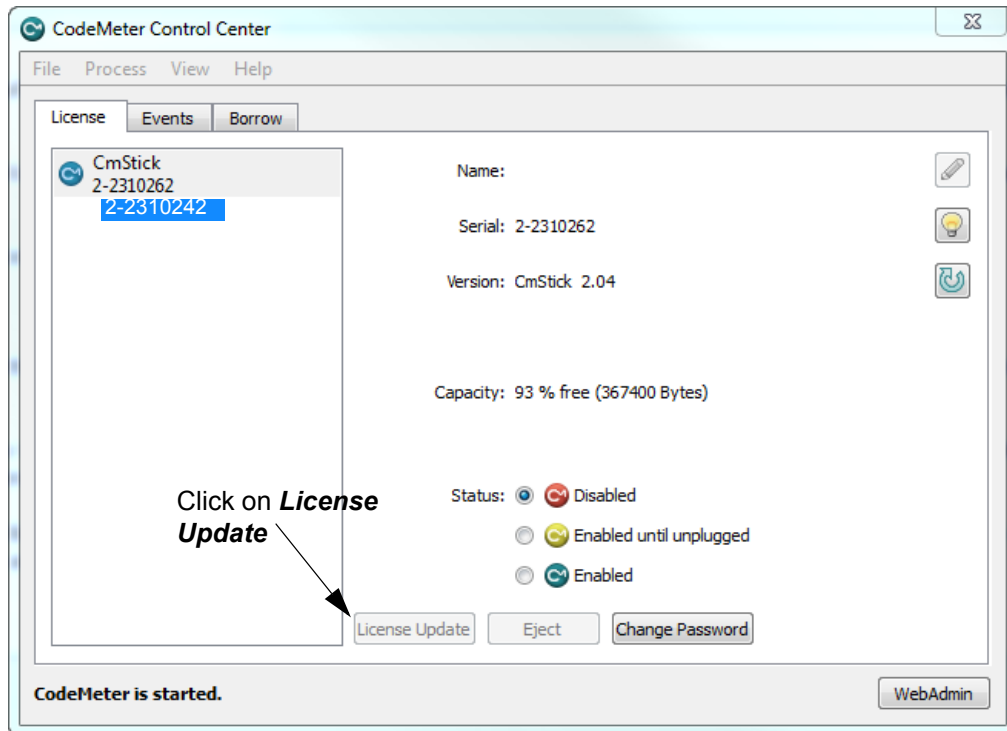 CodeMeter Control Center
File Process View Help
License Events Borrow
CmStick
2-2310262
2-2310242
Name:
Serial: 2-2310262
Version: CmStick 2.04
Capacity: 93 % free (367400 Bytes)
Status: Disabled
Enabled until unplugged
Enabled
Click on License
Update
License Update Eject Change Password
CodeMeter is started. WebAdmin